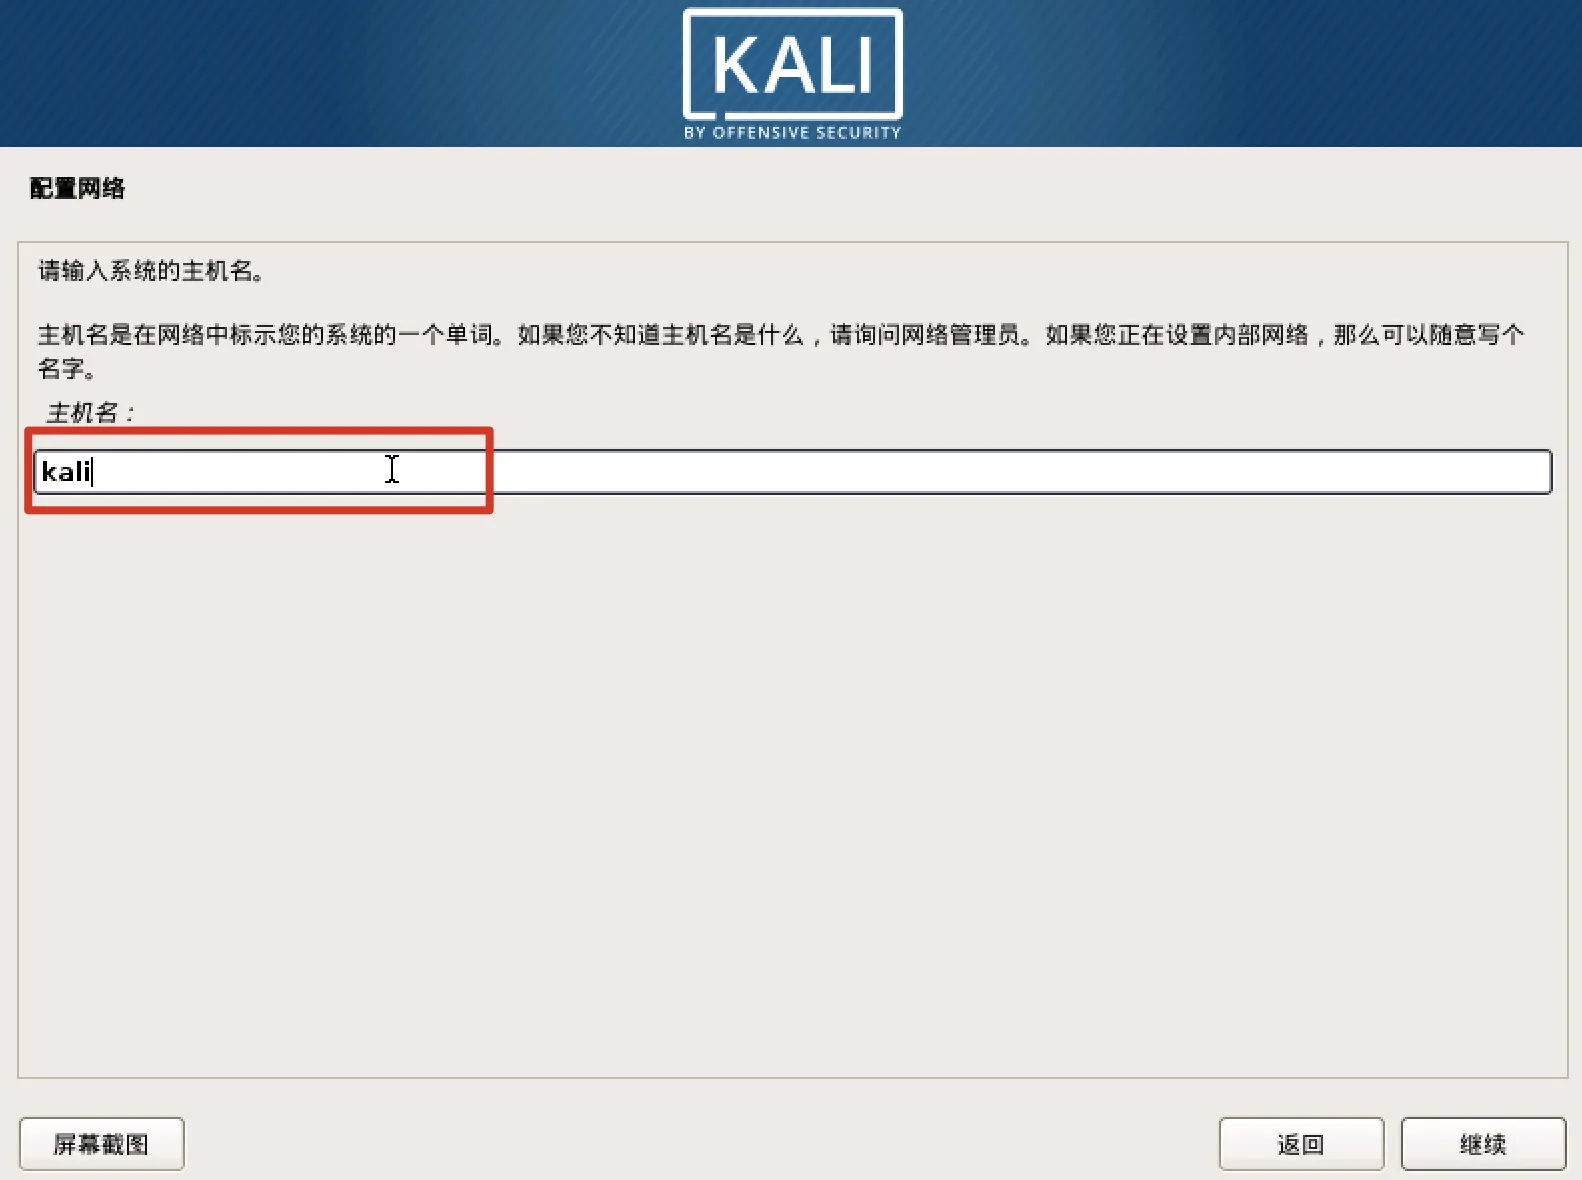 KALI
BY OFFENSIVE SECURITY
配置网络
请输入系统的主机名。
主机名是在网络中标示您的系统的一个单词。如果您不知道主机名是什么，请询问网络管理员。如果您正在设置内部网络，那么可以随意写个
名字。
主机名：
kali
屏幕截图
返回
继续